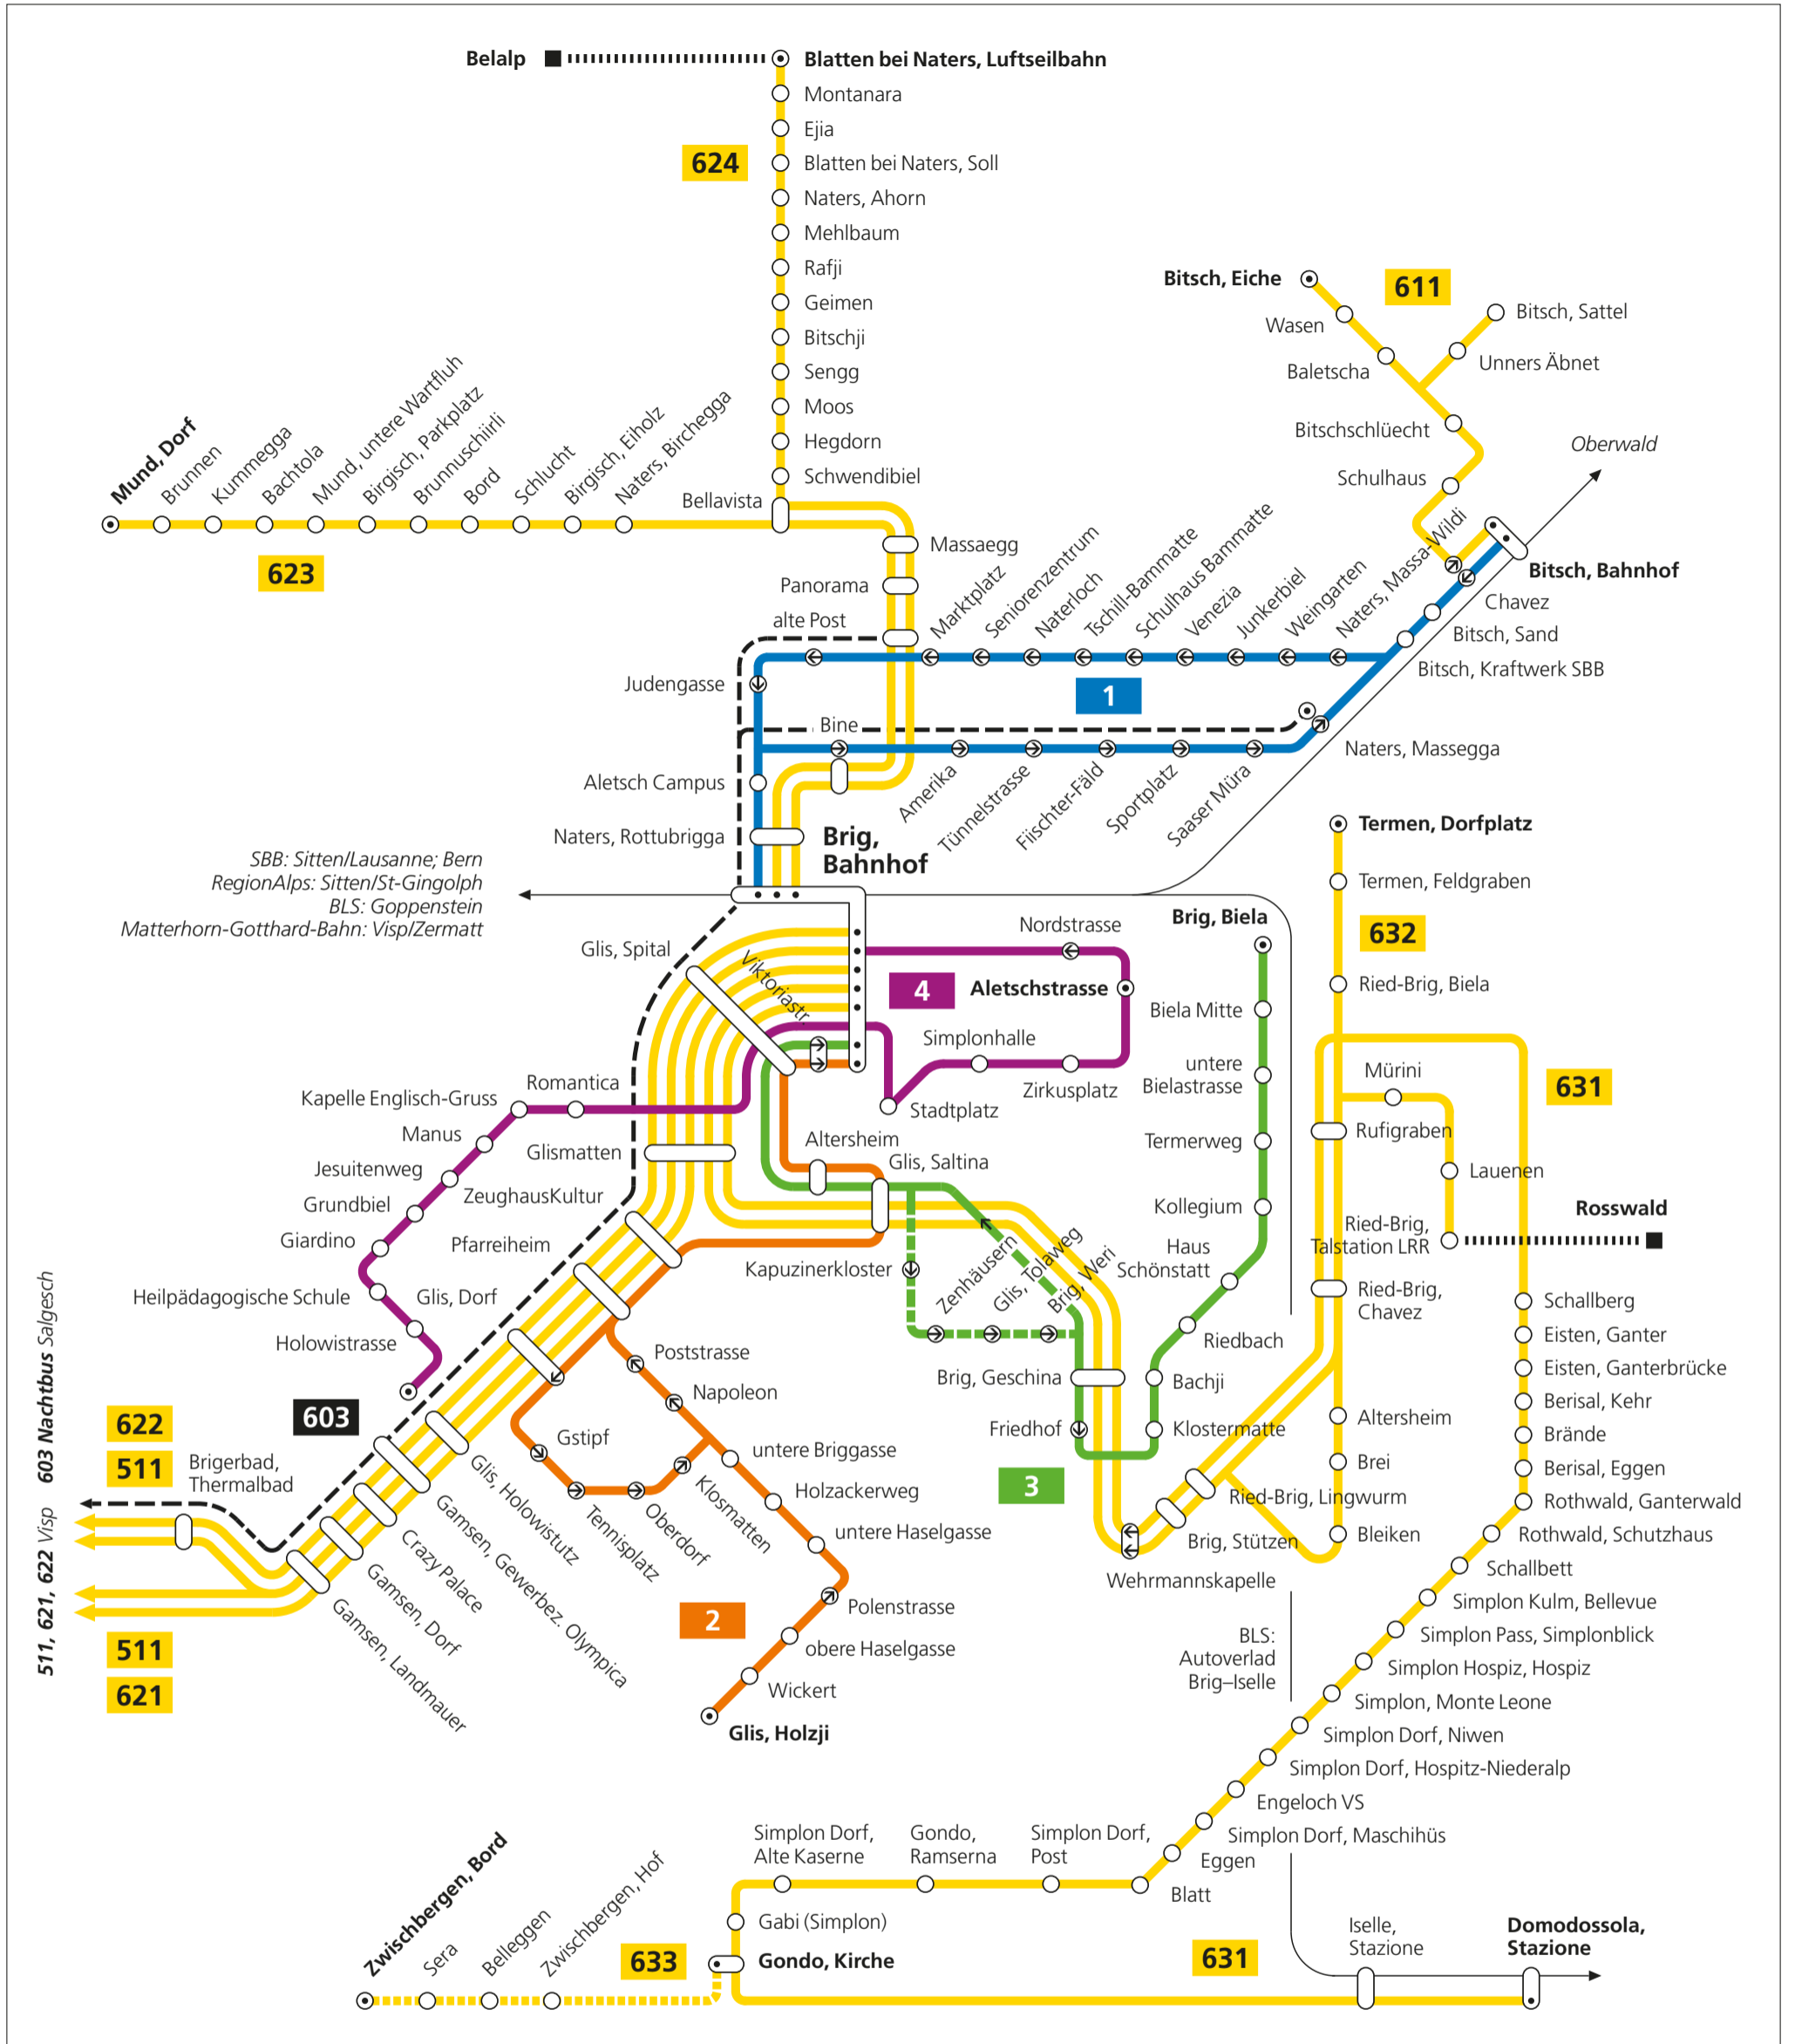 Belalp
Blatten bei Naters, Luftseilbahn
Montanara
Ejia
624
Blatten bei Naters, Soll
Naters, Ahorn
Mehlbaum
Rafji
Geimen
Bitschji
Sengg
Moos
Hegdorn
Schwendibiel
Bellavista
Bitsch, Eiche
611
Wasen
Bitsch, Sattel
Baletscha
Unners Äbnet
Bitschschlüecht
Schulhaus
Oberwald
Mund, Dorf
Brunnen
Kummegga
Bachtola
Mund, untere Wartfluh
Birgisch, Parkplatz
Brunnuschiirli
Bord
Schlucht
Birgisch, Eiholz
Naters, Birchegga
623
Massaegg
Panorama
alte Post
Marktplatz
Seniorenzentrum
Naterloch
Tschill-Bammatte
Schulhaus Bammatte
Venezia
Junkerbiel
Weingarten
Naters, Massa-Wildi
Bitsch, Bahnhof
Chavez
Bitsch, Sand
Bitsch, Kraftwerk SBB
Judengasse
1
Bine
Naters, Massegga
Aletsch Campus
Amerika
Tünnelstrasse
Fiischter-Fäld
Sportplatz
Saaser Müra
Naters, Rottubrigga
Brig,
Bahnhof
SBB: Sitten/Lausanne; Bern
RegionAlps: Sitten/St-Gingolph
BLS: Goppenstein
Matterhorn-Gotthard-Bahn: Visp/Zermatt
Termen, Dorfplatz
Termen, Feldgraben
632
Ried-Brig, Biela
Glis, Spital
Viktoriastr.
Nordstrasse
4
Aletschstrasse
Simplonhalle
Zirkusplatz
Stadtplatz
Brig, Biela
Biela Mitte
untere
Bielastrasse
Termerweg
Kollegium
Haus
Schönstatt
Riedbach
Bachji
Klostermatte
Mürini
631
Rufigraben
Lauenen
Rosswald
Ried-Brig,
Talstation LRR
Ried-Brig,
Chavez
Romantica
Kapelle Englisch-Gruss
Manus
Jesuitenweg
Grundbiel
Giardino
Heilpädagogische Schule
Holowistrasse
Glismatten
ZeughausKultur
Pfarreiheim
Glis, Dorf
Altersheim
Glis, Saltina
Kapuzinerkloster
Zenhäusern
Glis, Tolaweg
Brig, Weri
Brig, Geschina
Friedhof
3
Schallberg
Eisten, Ganter
Eisten, Ganterbrücke
Berisal, Kehr
Brände
Berisal, Eggen
Rothwald, Ganterwald
Rothwald, Schutzhaus
Schallbett
Simplon Kulm, Bellevue
Simplon Pass, Simplonblick
Simplon Hospiz, Hospiz
Simplon, Monte Leone
Simplon Dorf, Niwen
Simplon Dorf, Hospitz-Niederalp
Engeloch VS
Simplon Dorf, Maschihüs
Eggen
Blatt
Altersheim
Brei
Bleiken
Ried-Brig, Lingwurm
Brig, Stützen
Wehrmannskapelle
BLS:
Autoverlad
Brig–Iselle
603
622
511
Brigerbad,
Thermalbad
511, 621, 622 Visp 603 Nachtbus Salgesch
511
621
Poststrasse
Napoleon
Gstipf
untere Briggasse
Holzackerweg
untere Haselgasse
Polenstrasse
obere Haselgasse
Wickert
Glis, Holzji
2
Klosmatten
Oberdorf
Tennisplatz
Glis, Holowistutz
Gamsen, Gewerbez. Olympica
Crazy Palace
Gamsen, Dorf
Gamsen, Landmauer
Simplon Dorf,
Alte Kaserne
Gondo,
Ramserna
Simplon Dorf,
Post
Gabi (Simplon)
Gondo, Kirche
633
Zwischbergen, Bord
Sera
Belleggen
Zwischbergen, Hof
631
Iselle,
Stazione
Domodossola,
Stazione